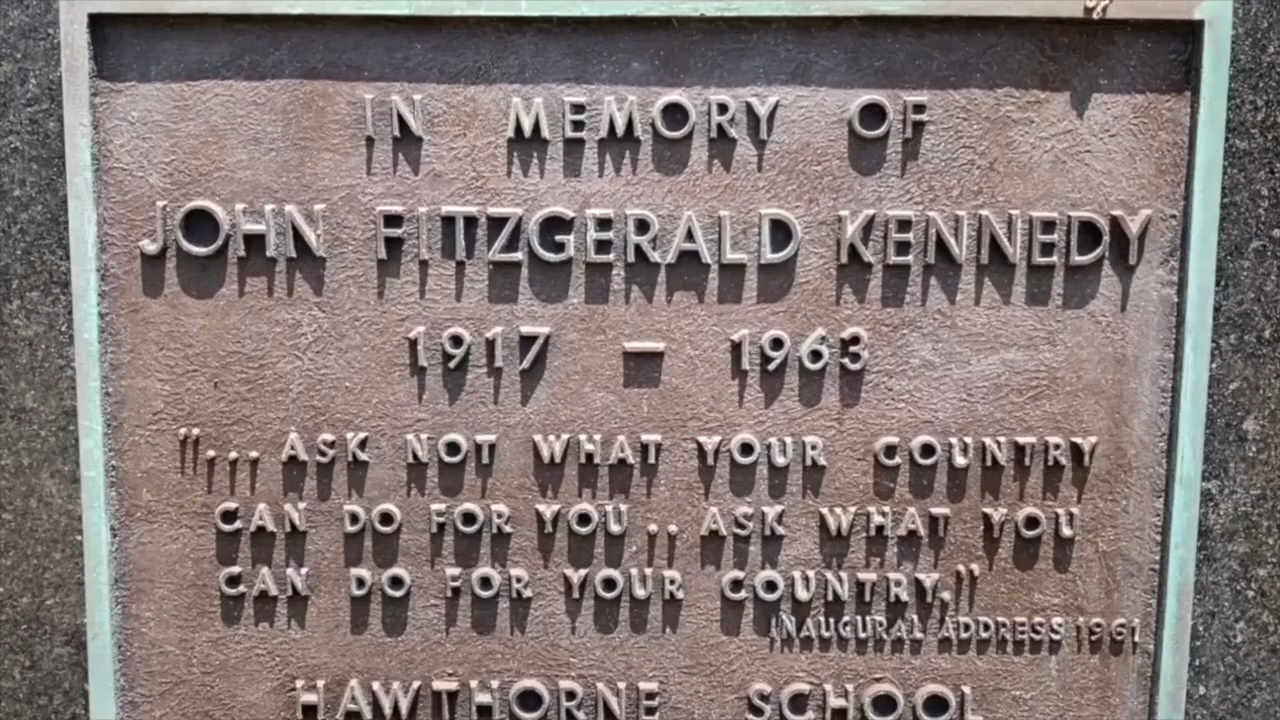 IN MEMORY OF
JOHN FITZGERALD KENNEDY
1917 – 1963
"... ASK NOT WHAT YOUR COUNTRY
CAN DO FOR YOU .. ASK WHAT YOU
CAN DO FOR YOUR COUNTRY."
INAUGURAL ADDRESS 1961
HAWTHORNE SCHOOL